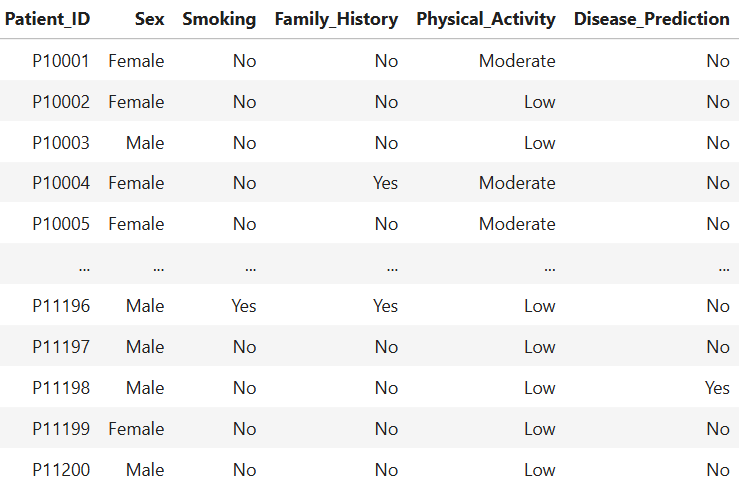 Patient_ID Sex Smoking Family_History Physical_Activity Disease_Prediction
P10001 Female No No Moderate No
P10002 Female No No Low No
P10003 Male No No Low No
P10004 Female No Yes Moderate No
P10005 Female No No Moderate No
... ... ... ... ... ...
P11196 Male Yes Yes Low No
P11197 Male No No Low No
P11198 Male No No Low Yes
P11199 Female No No Low No
P11200 Male No No Low No